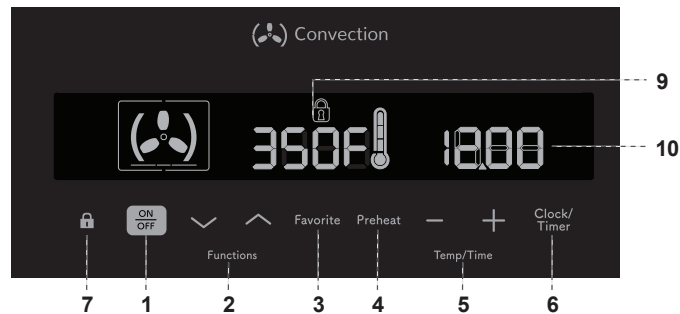 Convection
9
350F 12.00
10
ON
OFF
Favorite Preheat − + Clock/
Timer
Functions Temp/Time
7 1 2 3 4 5 6